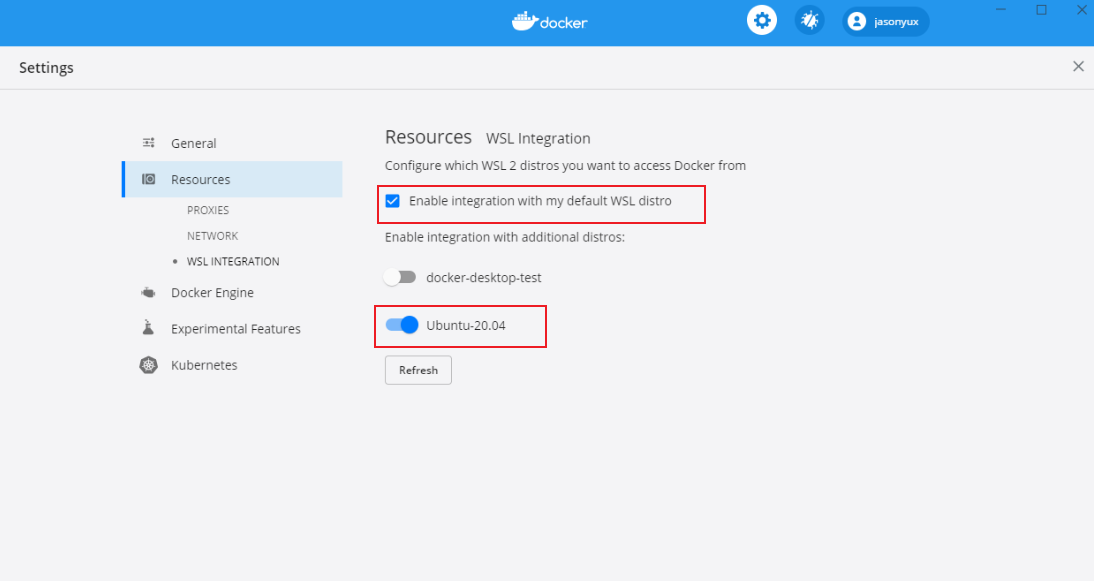 docker
jasonyux
Settings
General
Resources
PROXIES
NETWORK
WSL INTEGRATION
Docker Engine
Experimental Features
Kubernetes
Resources WSL Integration
Configure which WSL 2 distros you want to access Docker from
Enable integration with my default WSL distro
Enable integration with additional distros:
docker-desktop-test
Ubuntu-20.04
Refresh